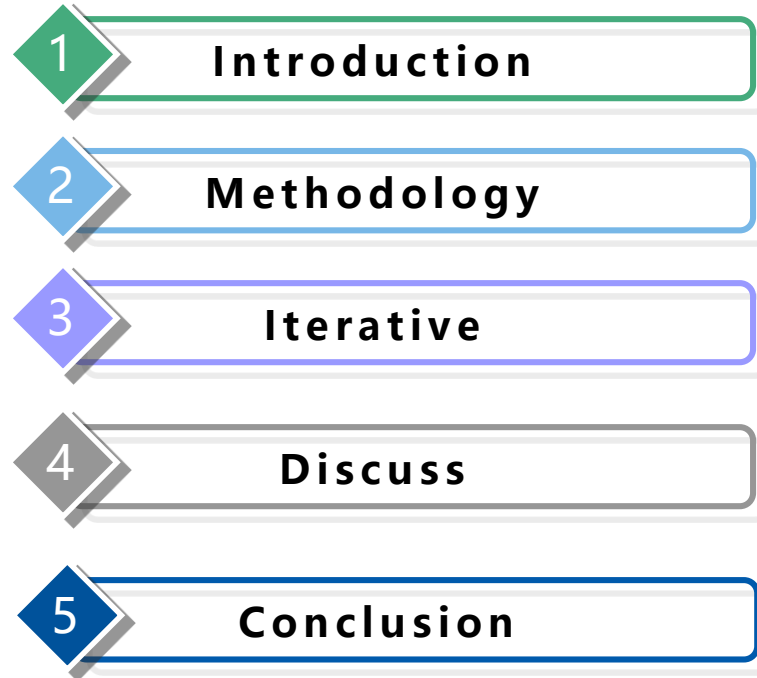 1 Introduction
2 Methodology
3 Iterative
4 Discuss
5 Conclusion